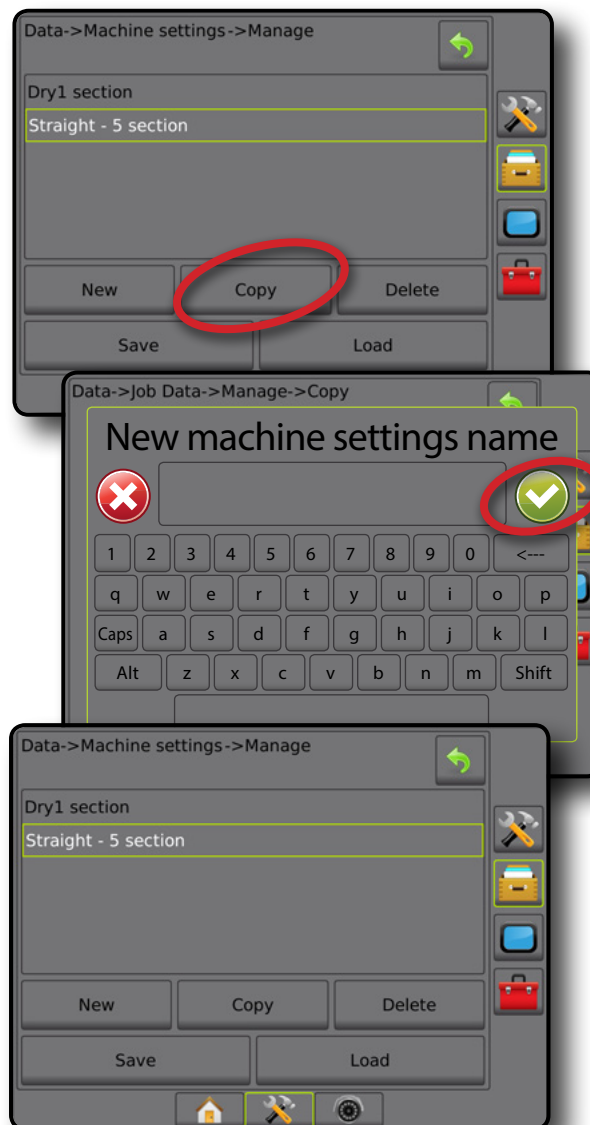 Data->Machine settings->Manage
Dry1 section
Straight - 5 section
New Copy Delete
Save Load
Data->Job Data->Manage->Copy
New machine settings name
1 2 3 4 5 6 7 8 9 0 <---
q w e r t y u i o p
Caps a s d f g h j k l
Alt z x c v b n m Shift
Data->Machine settings->Manage
Dry1 section
Straight - 5 section
New Copy Delete
Save Load